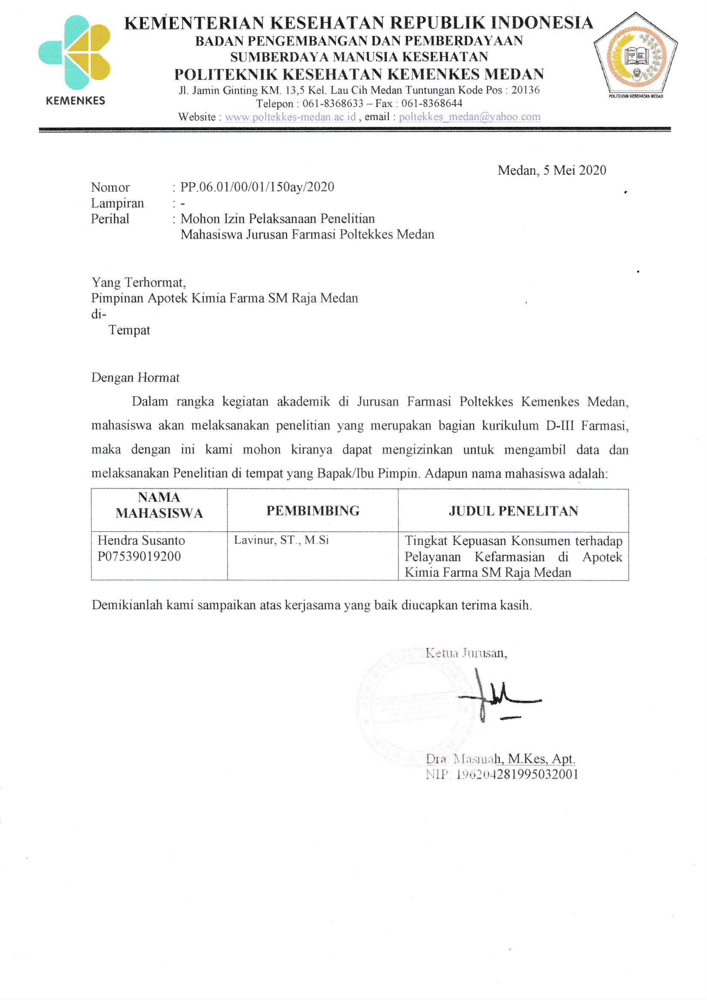 KEMENTERIAN KESEHATAN REPUBLIK INDONESIA
BADAN PENGEMBANGAN DAN PEMBERDAYAAN
SUMBERDAYA MANUSIA KESEHATAN
POLITEKNIK KESEHATAN KEMENKES MEDAN
Jl. Jamin Ginting KM. 13,5 Kel. Lau Cih Medan Tuntungan Kode Pos : 20136
Telepon : 061-8368633 – Fax : 061-8368644
Website : www.poltekkes-medan.ac.id , email : poltekkes_medan@yahoo.com
KEMENKES
POLITEKNIK KESEHATAN MEDAN
Medan, 5 Mei 2020
Nomor : PP.06.01/00/01/150ay/2020
Lampiran : -
Perihal : Mohon Izin Pelaksanaan Penelitian
Mahasiswa Jurusan Farmasi Poltekkes Medan
Yang Terhormat,
Pimpinan Apotek Kimia Farma SM Raja Medan
di-
Tempat
Dengan Hormat
Dalam rangka kegiatan akademik di Jurusan Farmasi Poltekkes Kemenkes Medan,
mahasiswa akan melaksanakan penelitian yang merupakan bagian kurikulum D-III Farmasi,
maka dengan ini kami mohon kiranya dapat mengizinkan untuk mengambil data dan
melaksanakan Penelitian di tempat yang Bapak/Ibu Pimpin. Adapun nama mahasiswa adalah:
NAMA
MAHASISWA
PEMBIMBING
JUDUL PENELITAN
Hendra Susanto
P07539019200
Lavinur, ST., M.Si
Tingkat Kepuasan Konsumen terhadap
Pelayanan Kefarmasian di Apotek
Kimia Farma SM Raja Medan
Demikianlah kami sampaikan atas kerjasama yang baik diucapkan terima kasih.
Ketua Jurusan,
Dra. Masniah, M.Kes, Apt.
NIP. 196204281995032001